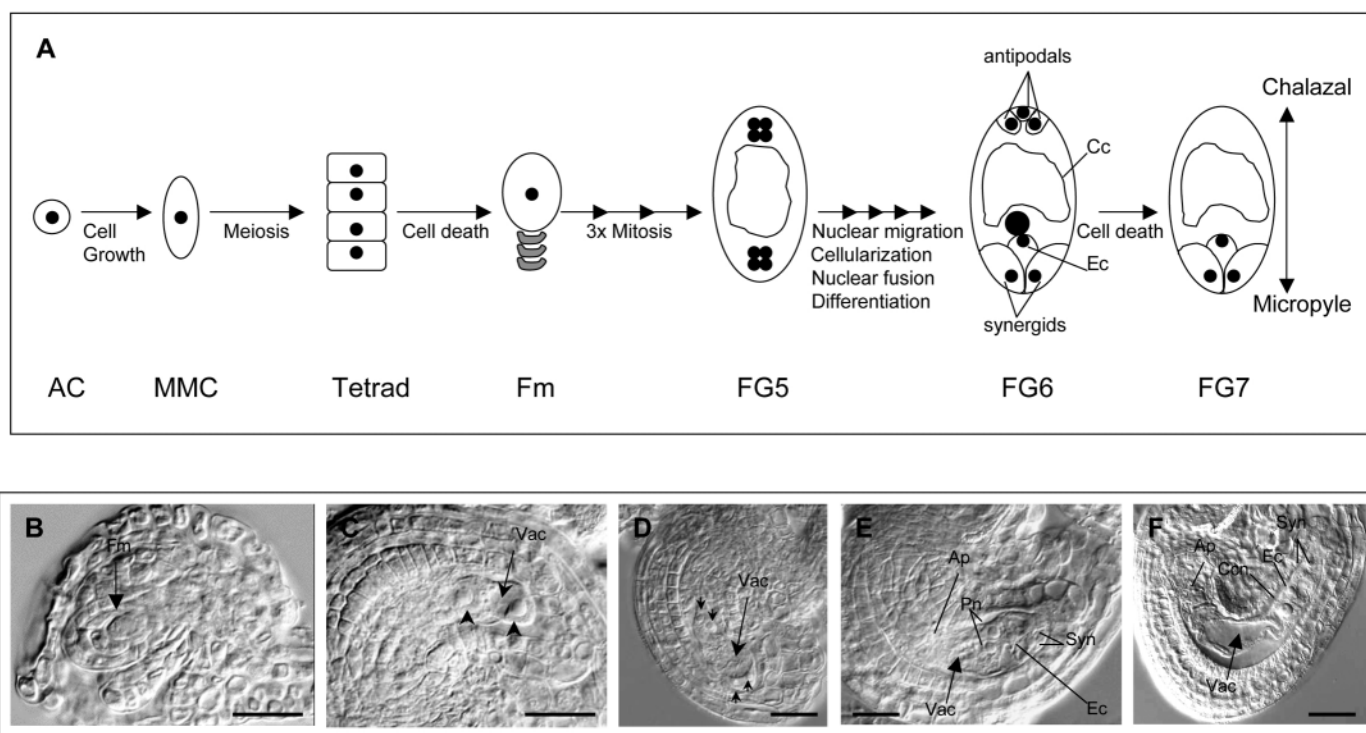 A
antipodals
Chalazal
Cc
Cell
Growth
Meiosis
Cell death
3x Mitosis
Nuclear migration
Cellularization
Nuclear fusion
Differentiation
Cell death
Ec
synergids
Micropyle
AC
MMC
Tetrad
Fm
FG5
FG6
FG7
B
Fm
C
Vac
D
Vac
E
Ap
Pn
Syn
Vac
Ec
F
Syn
Ap
Ec
Con
Vac